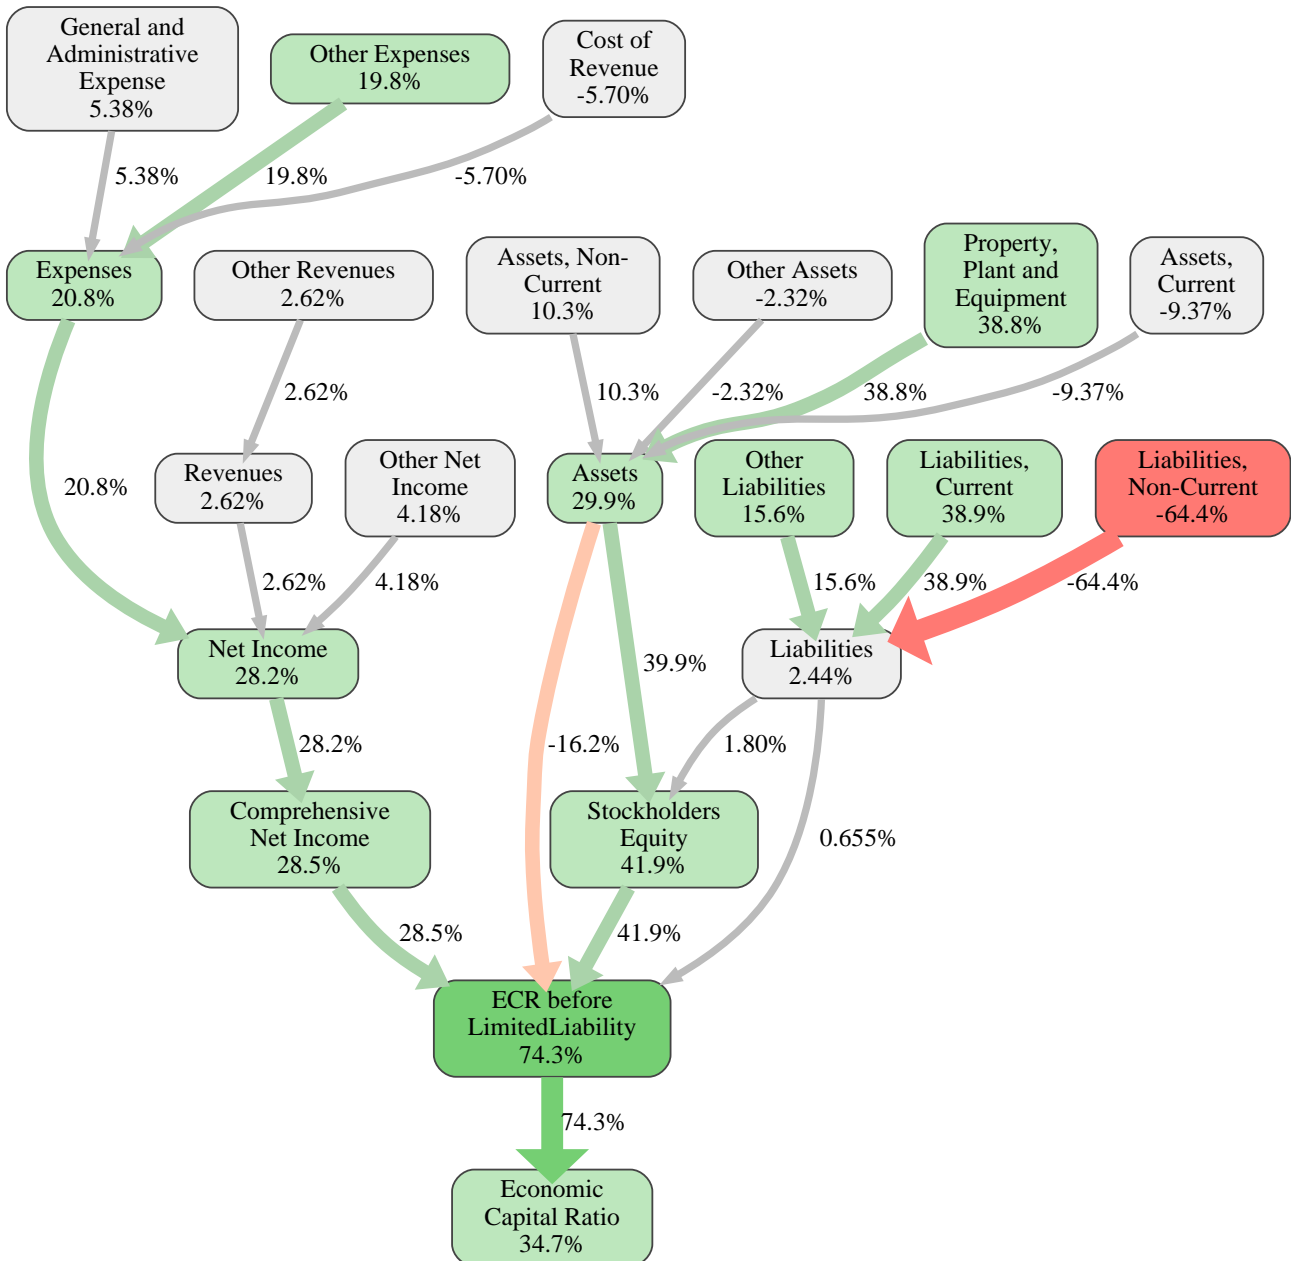 General and
Administrative
Expense
5.38%
Other Expenses
19.8%
Cost of
Revenue
-5.70%
5.38%
19.8%
-5.70%
Expenses
20.8%
Other Revenues
2.62%
Assets, Non-
Current
10.3%
Other Assets
-2.32%
Property,
Plant and
Equipment
38.8%
Assets,
Current
-9.37%
2.62%
10.3%
-2.32%
38.8%
-9.37%
20.8%
Revenues
2.62%
Other Net
Income
4.18%
Assets
29.9%
Other
Liabilities
15.6%
Liabilities,
Current
38.9%
Liabilities,
Non-Current
-64.4%
2.62%
4.18%
15.6%
38.9%
-64.4%
Net Income
28.2%
39.9%
Liabilities
2.44%
28.2%
-16.2%
1.80%
Comprehensive
Net Income
28.5%
Stockholders
Equity
41.9%
0.655%
28.5%
41.9%
ECR before
LimitedLiability
74.3%
74.3%
Economic
Capital Ratio
34.7%